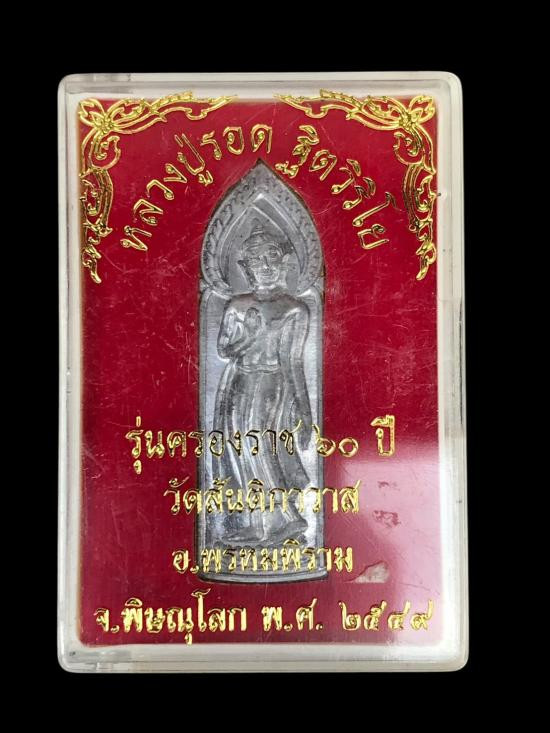 หลวงปู่รอด ฐิตวิริโย
รุ่นครองราช ๖๐ ปี
วัดสันติกาวาส
อ.พรหมพิราม
จ.พิษณุโลก พ.ศ. ๒๕๔๙